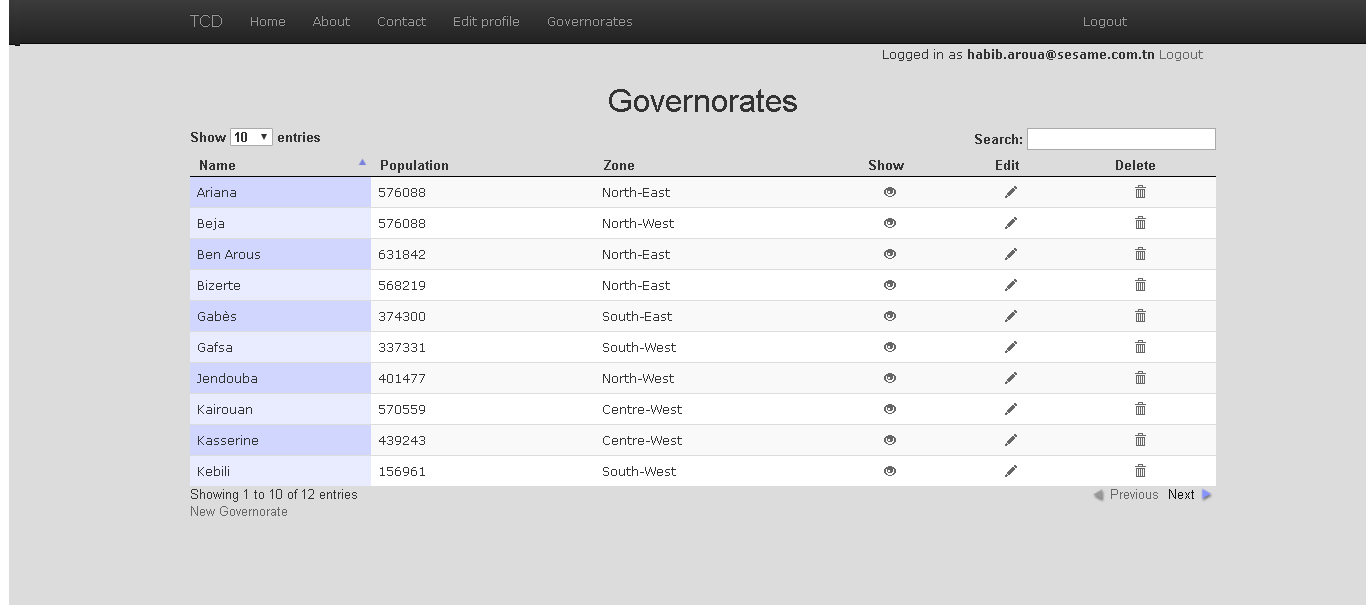 TCD Home About Contact Edit profile Governorates Logout
Logged in as habib.aroua@sesame.com.tn Logout
Governorates
Show 10 entries Search:
Name Population Zone Show Edit Delete
Ariana 576088 North-East
Beja 576088 North-West
Ben Arous 631842 North-East
Bizerte 568219 North-East
Gabès 374300 South-East
Gafsa 337331 South-West
Jendouba 401477 North-West
Kairouan 570559 Centre-West
Kasserine 439243 Centre-West
Kebili 156961 South-West
Showing 1 to 10 of 12 entries Previous Next
New Governorate